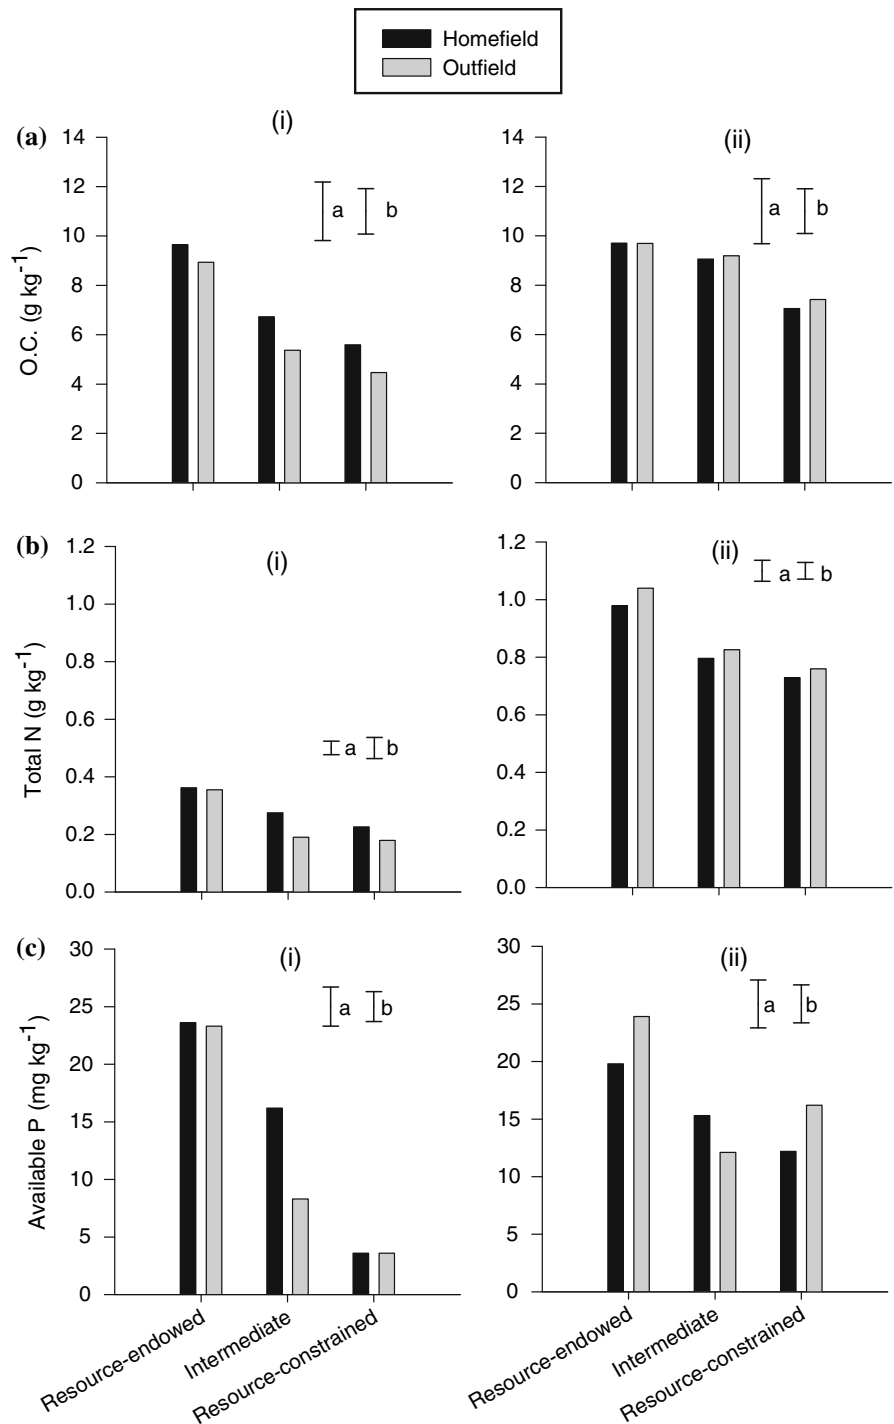 Homefield
Outfield
(a)
(i)
(ii)
O.C. (g kg-1)
14
12
10
8
6
4
2
0
a
b
14
12
10
8
6
4
2
0
a
b
(b)
(i)
(ii)
Total N (g kg-1)
1.2
1.0
0.8
0.6
0.4
0.2
0.0
a
b
1.2
1.0
0.8
0.6
0.4
0.2
0.0
a
b
(c)
(i)
(ii)
Available P (mg kg-1)
30
25
20
15
10
5
0
a
b
30
25
20
15
10
5
0
a
b
Resource-endowed
Intermediate
Resource-constrained
Resource-endowed
Intermediate
Resource-constrained